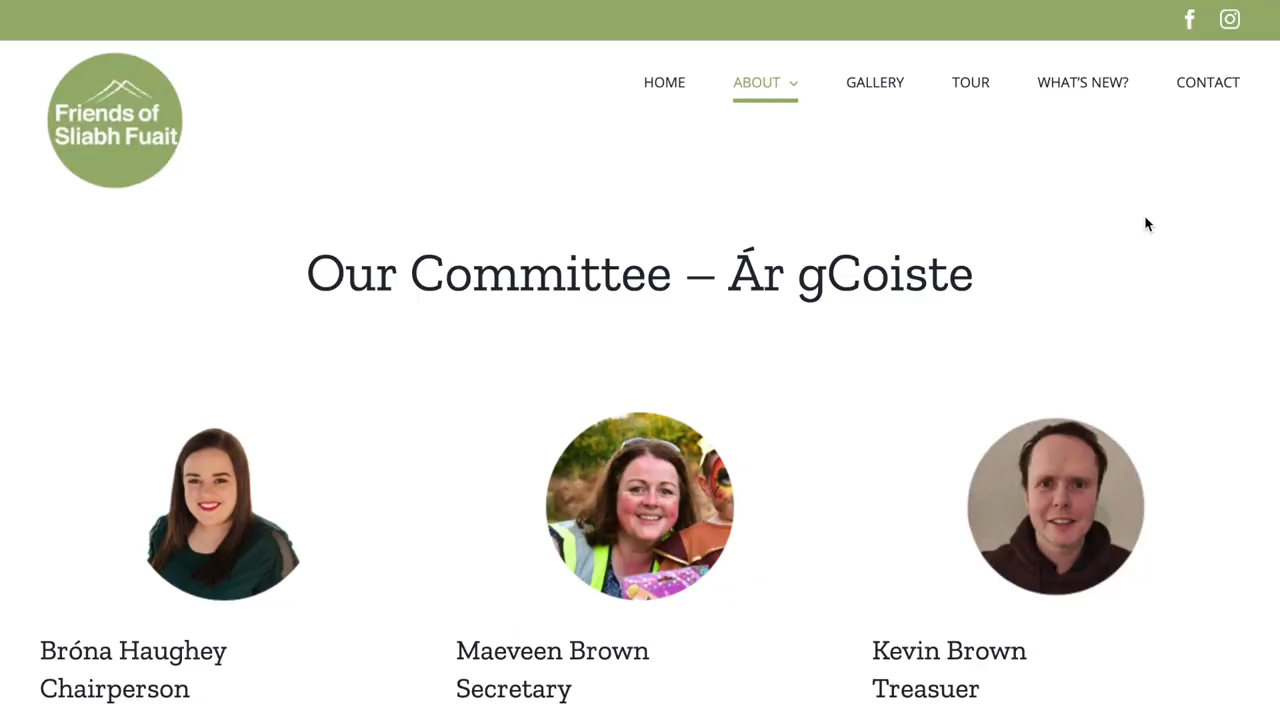 Friends of
Sliabh Fuait
HOME ABOUT GALLERY TOUR WHAT'S NEW? CONTACT
Our Committee – Ár gCoiste
Bróna Haughey
Chairperson
Maeveen Brown
Secretary
Kevin Brown
Treasuer